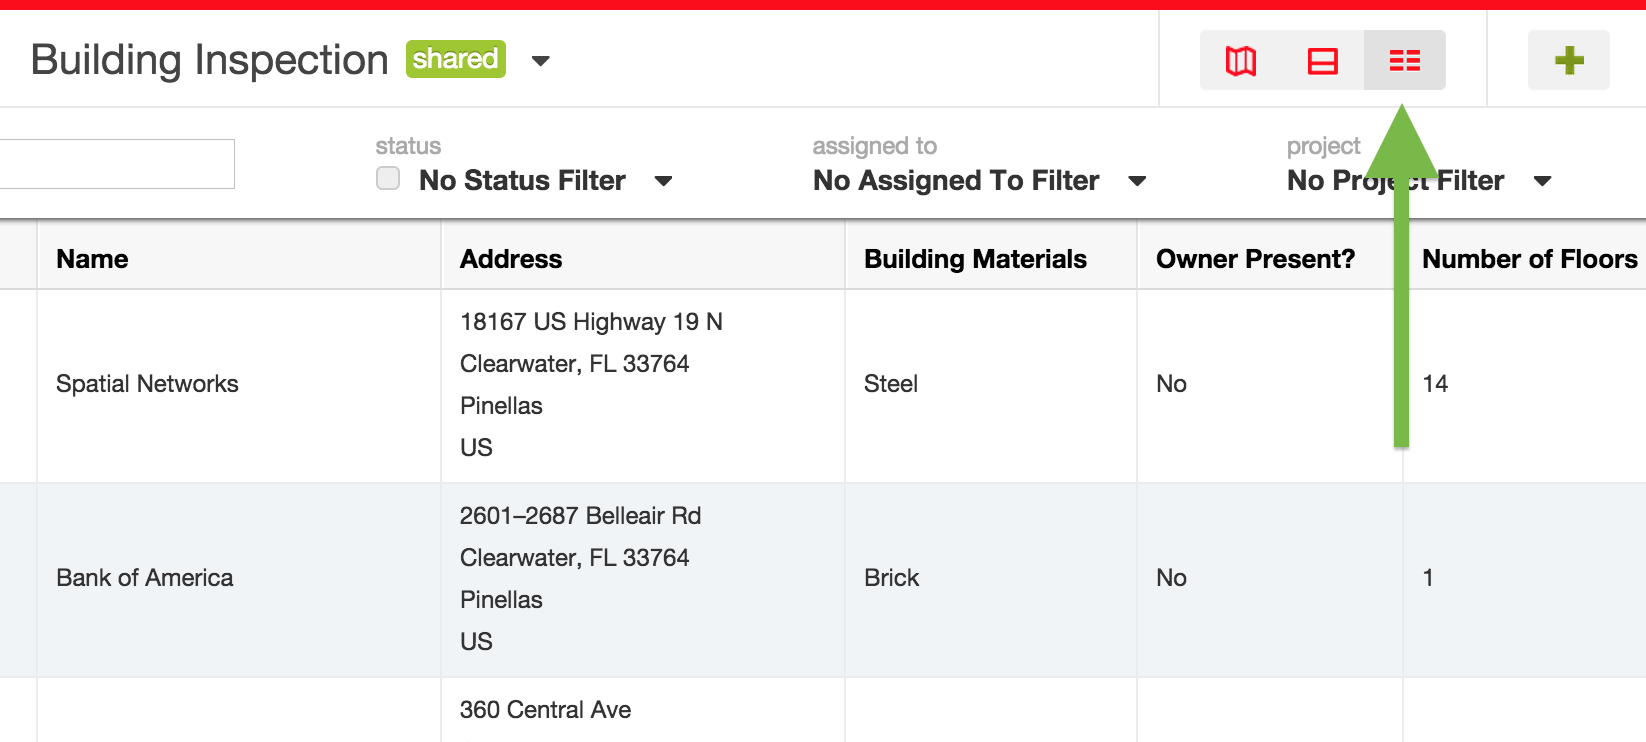 Building Inspection shared
status assigned to project
No Status Filter No Assigned To Filter No Project Filter
Name Address Building Materials Owner Present? Number of Floors
18167 US Highway 19 N
Clearwater, FL 33764
Spatial Networks Steel No 14
Pinellas
US
2601–2687 Belleair Rd
Clearwater, FL 33764
Bank of America Brick No 1
Pinellas
US
360 Central Ave